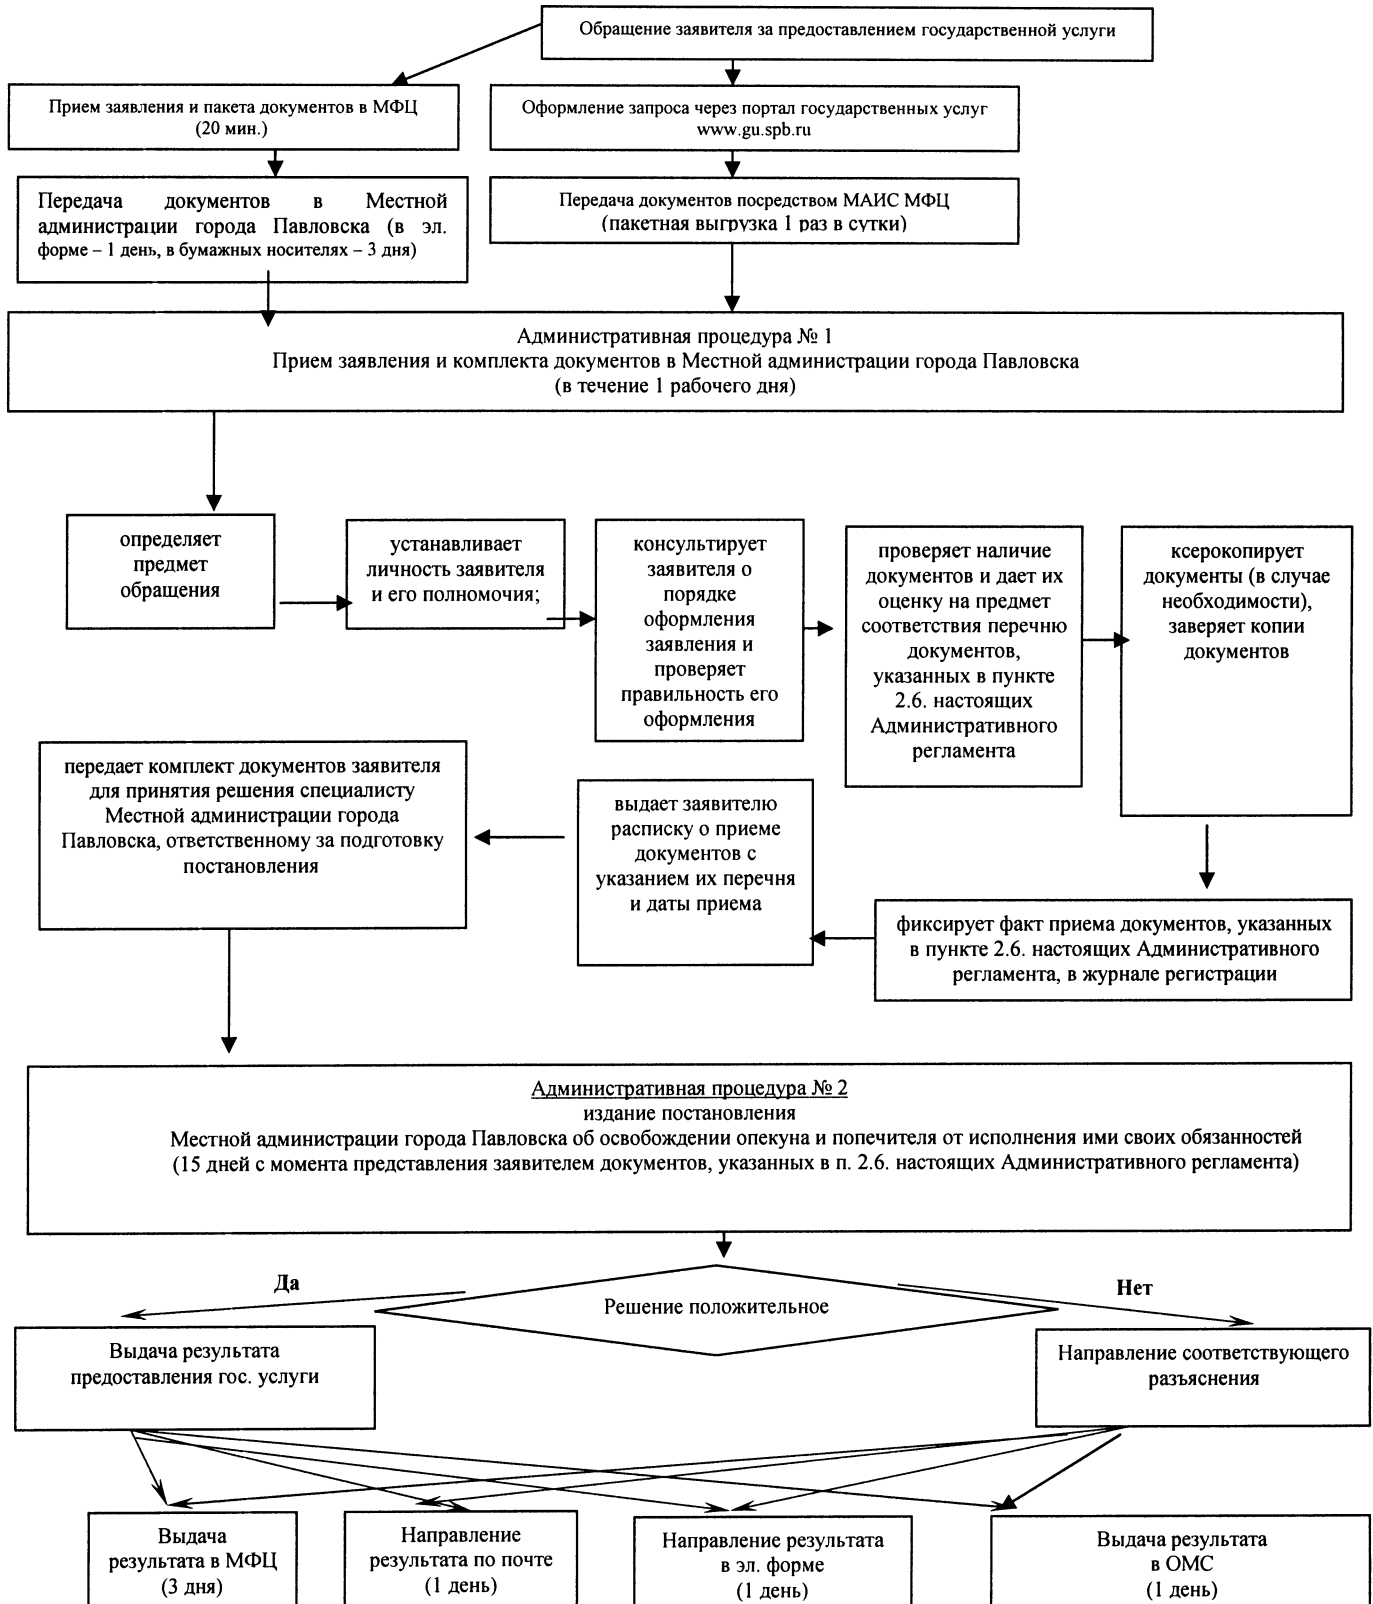 Обращение заявителя за предоставлением государственной услуги
Прием заявления и пакета документов в МФЦ
(20 мин.)
Оформление запроса через портал государственных услуг
www.gu.spb.ru
Передача документов в Местной
администрации города Павловска (в эл.
форме – 1 день, в бумажных носителях – 3 дня)
Передача документов посредством МАИС МФЦ
(пакетная выгрузка 1 раз в сутки)
Административная процедура № 1
Прием заявления и комплекта документов в Местной администрации города Павловска
(в течение 1 рабочего дня)
определяет
предмет
обращения
устанавливает
личность заявителя
и его полномочия;
консультирует
заявителя о
порядке
оформления
заявления и
проверяет
правильность его
оформления
проверяет наличие
документов и дает их
оценку на предмет
соответствия перечню
документов,
указанных в пункте
2.6. настоящих
Административного
регламента
ксерокопирует
документы (в случае
необходимости),
заверяет копии
документов
фиксирует факт приема документов, указанных
в пункте 2.6. настоящих Административного
регламента, в журнале регистрации
выдает заявителю
расписку о приеме
документов с
указанием их перечня
и даты приема
передает комплект документов заявителя
для принятия решения специалисту
Местной администрации города
Павловска, ответственному за подготовку
постановления
Административная процедура № 2
издание постановления
Местной администрации города Павловска об освобождении опекуна и попечителя от исполнения ими своих обязанностей
(15 дней с момента представления заявителем документов, указанных в п. 2.6. настоящих Административного регламента)
Да
Решение положительное
Нет
Выдача результата
предоставления гос. услуги
Направление соответствующего
разъяснения
Выдача
результата в МФЦ
(3 дня)
Направление
результата по почте
(1 день)
Направление результата
в эл. форме
(1 день)
Выдача результата
в ОМС
(1 день)